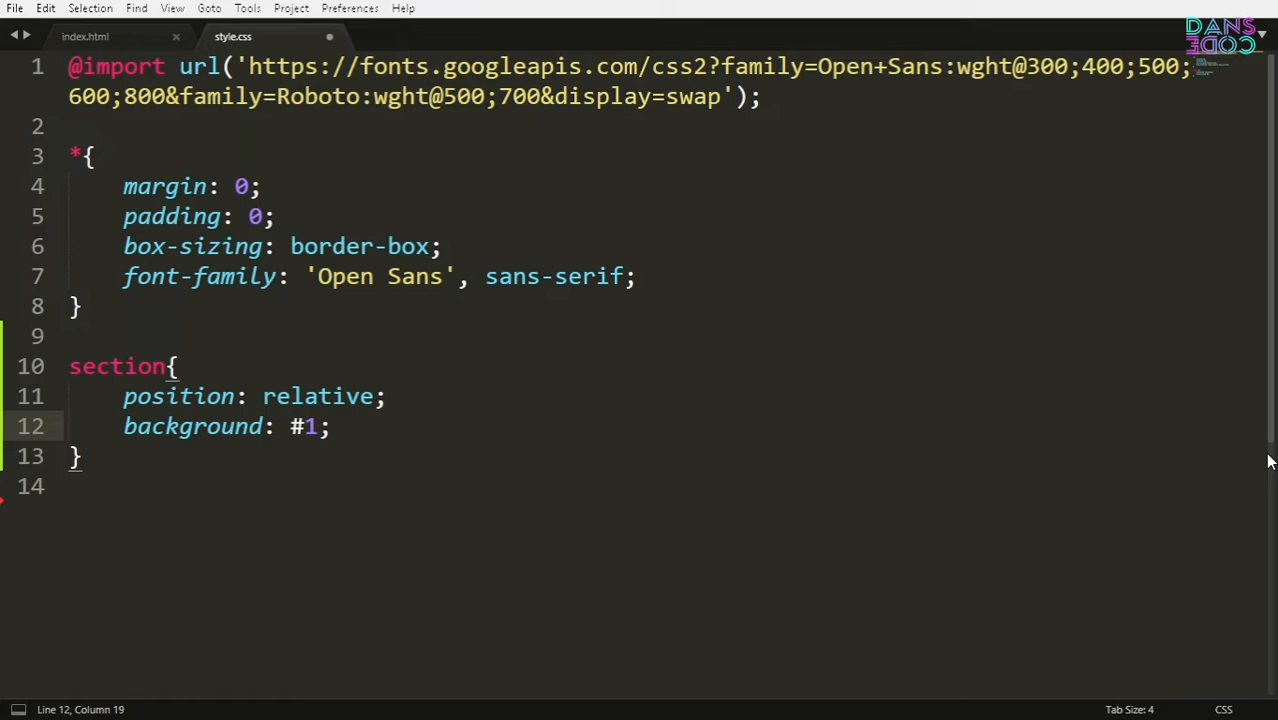 File Edit Selection Find View Goto Tools Project Preferences Help
index.html × style.css
DANS
CODE
1 @import url('https://fonts.googleapis.com/css2?family=Open+Sans:wght@300;400;500;
600;800&family=Roboto:wght@500;700&display=swap');
2
3 *{
4 margin: 0;
5 padding: 0;
6 box-sizing: border-box;
7 font-family: 'Open Sans', sans-serif;
8 }
9
10 section{
11 position: relative;
12 background: #1;
13 }
14
Line 12, Column 19 Tab Size: 4 CSS